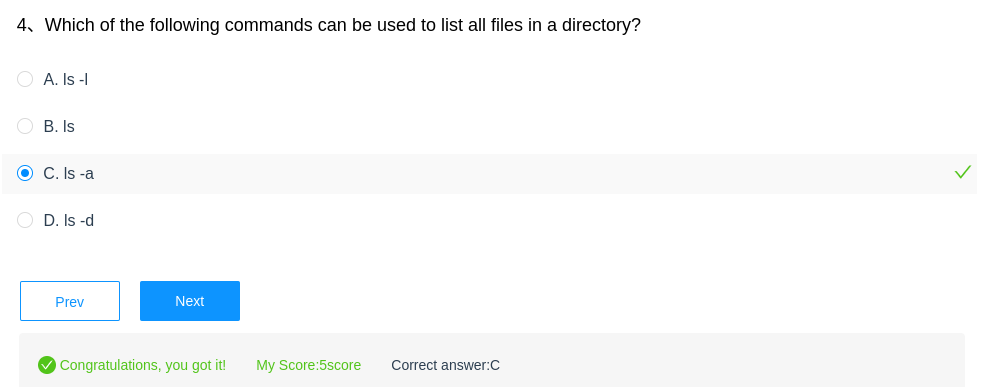 4、Which of the following commands can be used to list all files in a directory?
A. ls -l
B. ls
C. ls -a
D. ls -d
Prev
Next
Congratulations, you got it! My Score:5score Correct answer:C